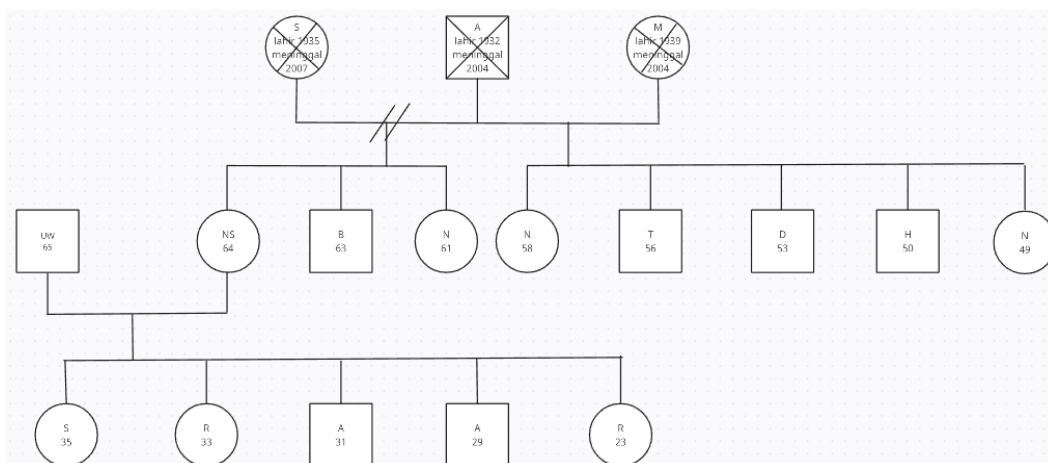 S
lahir 1935
meninggal
2007
A
lahir 1932
meninggal
2004
M
lahir 1939
meninggal
2004
UW
65
NS
64
B
63
N
61
N
58
T
56
D
53
H
50
N
49
S
35
R
33
A
31
A
29
R
23